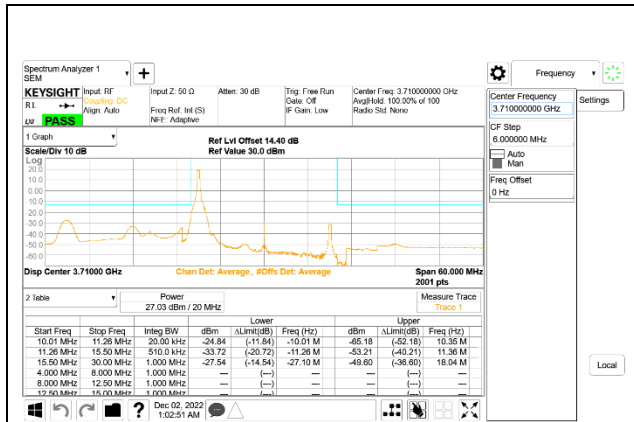 Spectrum Analyzer 1
SEM
Frequency
KEYSIGHT Input: RF Input Z: 50 Ω Atten: 30 dB Trig: Free Run Center Freq: 3.710000000 GHz
R L Coupling: DC Gate: Off Avg|Hold: 100.00% of 100
Align: Auto Freq Ref: Int (S) IF Gain: Low Radio Std: None
PASS NFE: Adaptive
Center Frequency
3.710000000 GHz
Settings
CF Step
6.000000 MHz
Auto
Man
Freq Offset
0 Hz
1 Graph
Ref Lvl Offset 14.40 dB
Scale/Div 10 dB Ref Value 30.0 dBm
Log
20.0
10.0
0.00
-10.0
-20.0
-30.0
-40.0
-50.0
-60.0
Disp Center 3.71000 GHz Chan Det: Average , #Offs Det: Average Span 60.000 MHz
2001 pts
2 Table Power Measure Trace
27.03 dBm / 20 MHz Trace 1
Lower Upper
Start Freq Stop Freq Integ BW dBm ΔLimit(dB) Freq (Hz) dBm ΔLimit(dB) Freq (Hz)
10.01 MHz 11.26 MHz 20.00 kHz -24.84 (-11.84) -10.01 M -65.18 (-52.18) 10.35 M
11.26 MHz 15.50 MHz 510.0 kHz -33.72 (-20.72) -11.26 M -53.21 (-40.21) 11.36 M
15.50 MHz 30.00 MHz 1.000 MHz -27.54 (-14.54) -27.10 M -49.60 (-36.60) 18.04 M
4.000 MHz 8.000 MHz 1.000 MHz --- (---) --- (---)
8.000 MHz 12.50 MHz 1.000 MHz --- (---) --- (---)
12.50 MHz 15.00 MHz 1.000 MHz --- (---) --- (---)
Local
? Dec 02, 2022
1:02:51 AM